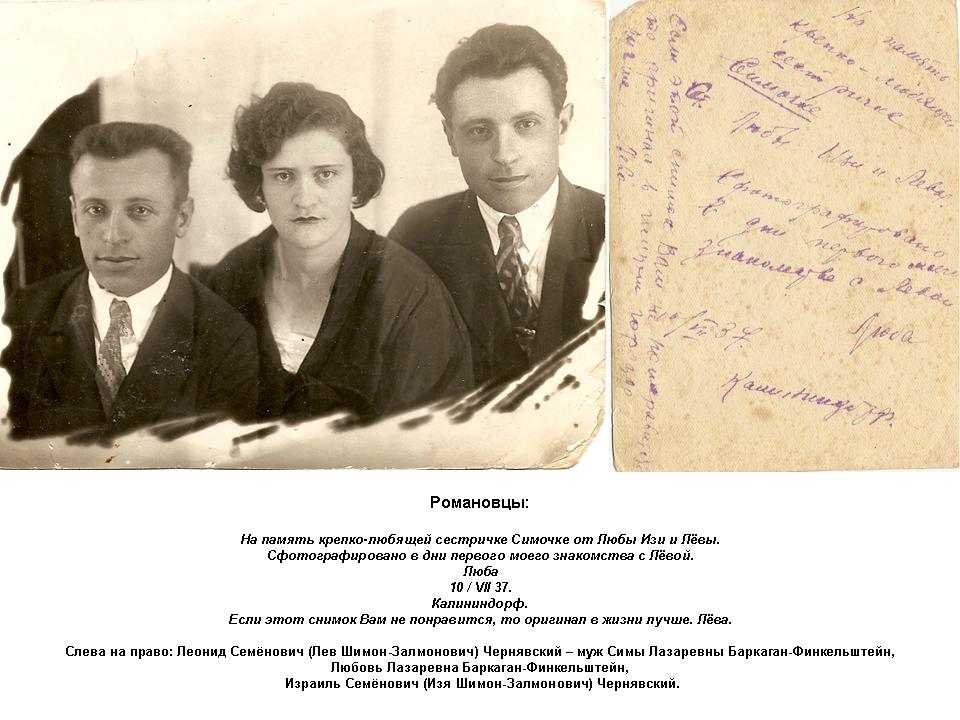 На память
крепко-любящей
сестричке
Симочке
от Любы Изи и Лёвы.
Сфотографировано
в дни первого моего
знакомства с Лёвой
Люба
10/VII 37
Калининдорф.
Если этот снимок Вам не понравится,
то оригинал в жизни гораздо
лучше Лёва
Романовцы:
На память крепко-любящей сестричке Симочке от Любы Изи и Лёвы.
Сфотографировано в дни первого моего знакомства с Лёвой.
Люба
10 / VII 37.
Калининдорф.
Если этот снимок Вам не понравится, то оригинал в жизни лучше. Лёва.
Слева на право: Леонид Семёнович (Лев Шимон-Залмонович) Чернявский – муж Симы Лазаревны Баркаган-Финкельштейн,
Любовь Лазаревна Баркаган-Финкельштейн,
Израиль Семёнович (Изя Шимон-Залмонович) Чернявский.